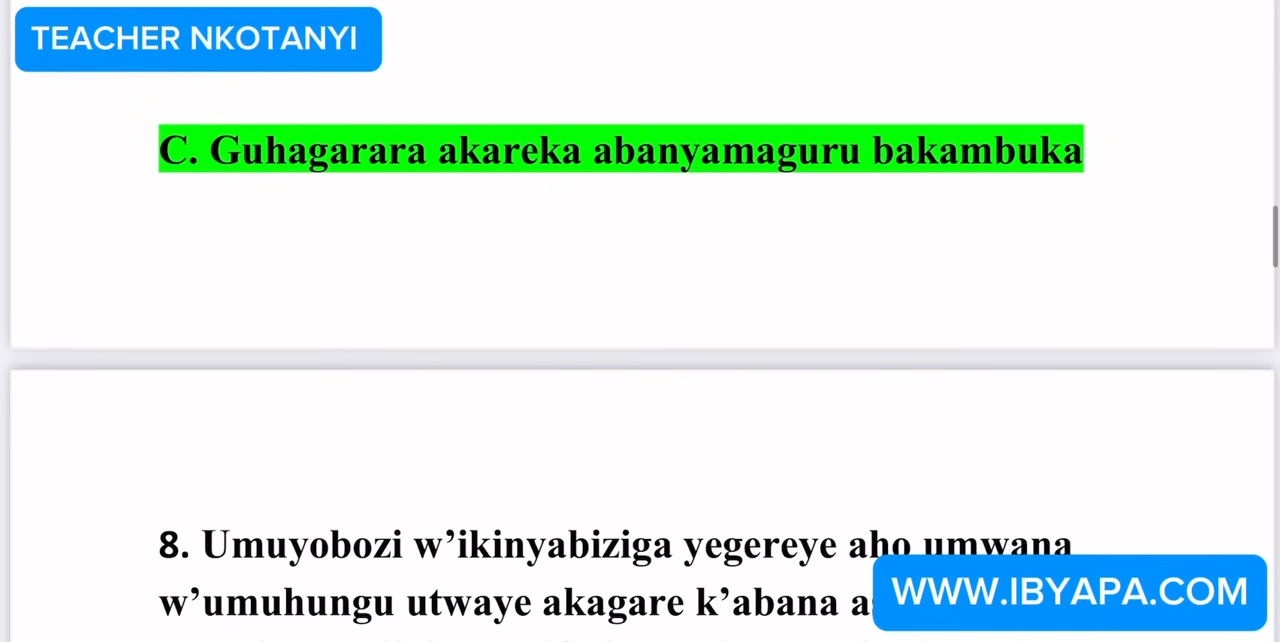 TEACHER NKOTANYI
C. Guhagarara akareka abanyamaguru bakambuka
8. Umuyobozi w’ikinyabiziga yegereye aho umwana
w’umuhungu utwaye akagare k’abana
WWW.IBYAPA.COM